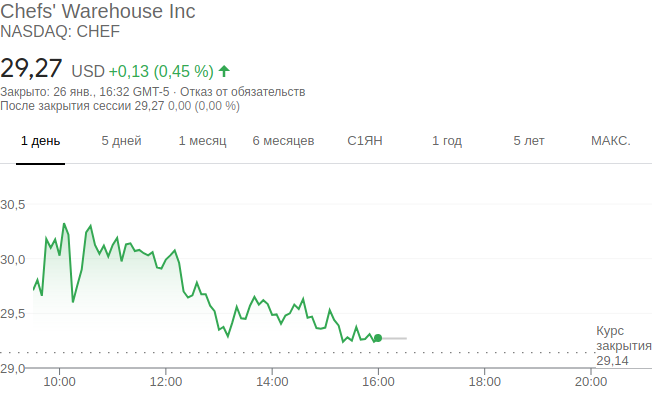 Chefs' Warehouse Inc
NASDAQ: CHEF
29,27 USD +0,13 (0,45 %)
Закрыто: 26 янв., 16:32 GMT-5 · Отказ от обязательств
После закрытия сессии 29,27 0,00 (0,00 %)
1 день 5 дней 1 месяц 6 месяцев С1ЯН 1 год 5 лет МАКС.
30,5
30,0
29,5
Курс
закрытия
29,14
29,0
10:00 12:00 14:00 16:00 18:00 20:00